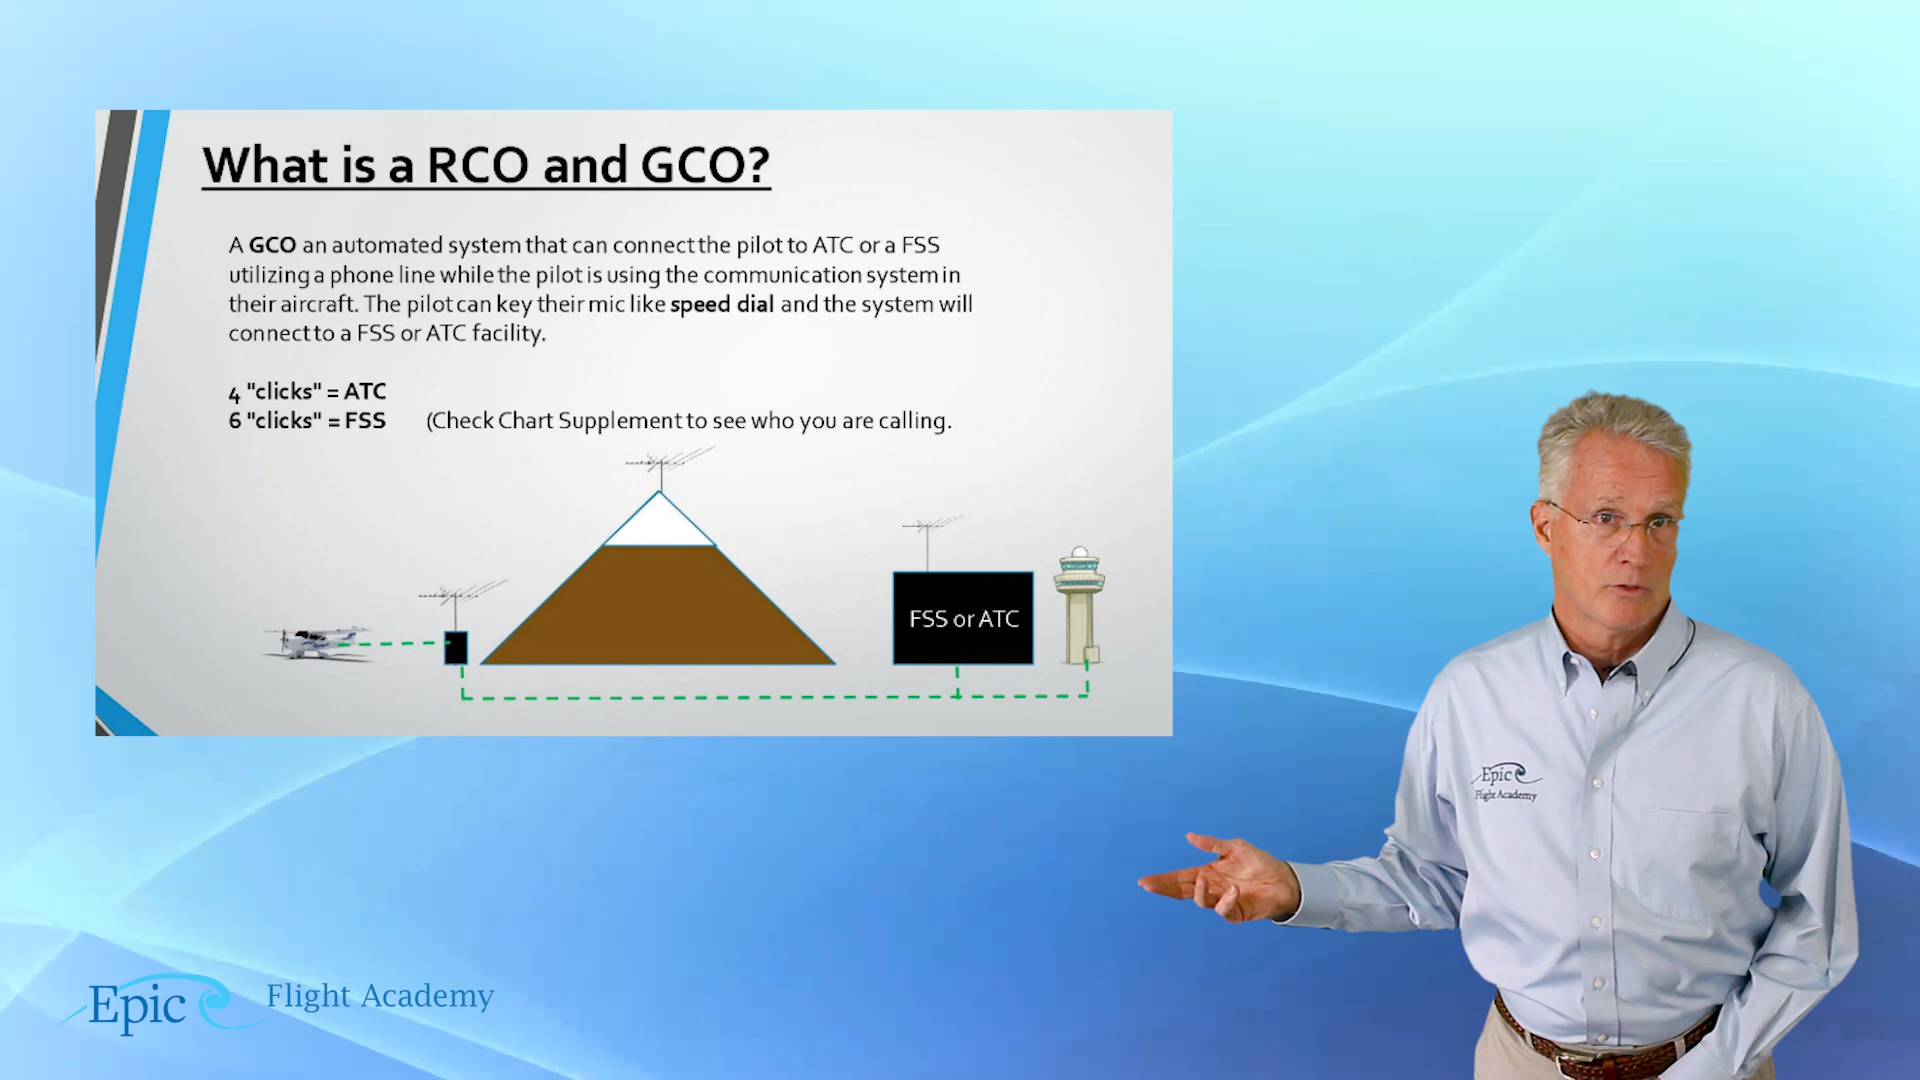 What is a RCO and GCO?
A GCO an automated system that can connect the pilot to ATC or a FSS
utilizing a phone line while the pilot is using the communication system in
their aircraft. The pilot can key their mic like speed dial and the system will
connect to a FSS or ATC facility.
4 "clicks" = ATC
6 "clicks" = FSS (Check Chart Supplement to see who you are calling.
FSS or ATC
Epic
Flight Academy
Epic Flight Academy